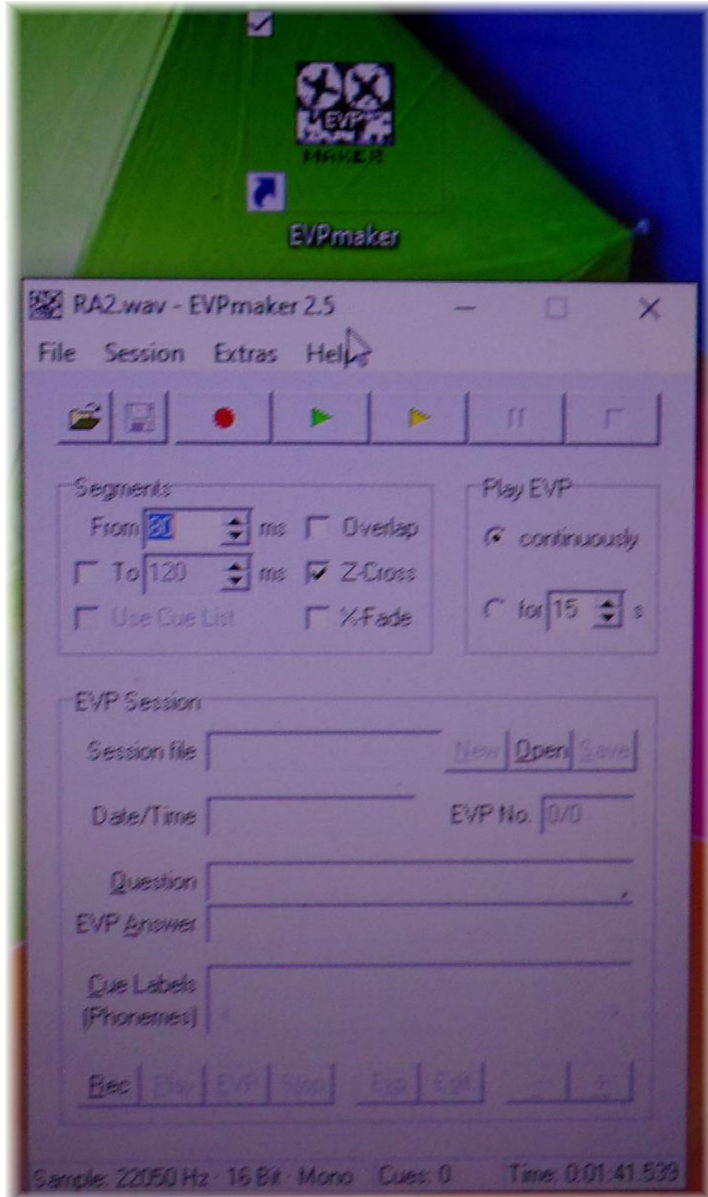 EVP
MAKER
EVPmaker
RA2.wav - EVPmaker 2.5
File Session Extras Help
Segments
From 80 ms Overlap
To 120 ms Z-Cross
Use Cue List X-Fade
Play EVP
continuously
for 15 s
EVP Session
Session file New Open Save
Date/Time EVP No. 0/0
Question
EVP Answer
Cue Labels
(Phonemes)
Rec Play EVP Stop Exp Edit
Sample: 22050 Hz · 16 Bit · Mono Cues: 0 Time: 0:01:41.539